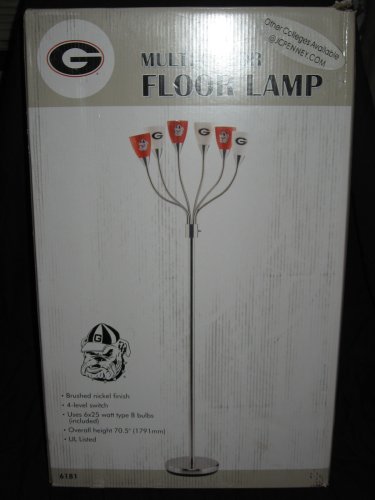 G
Other Colleges Available
@JCPENNEY.COM
FLOOR LAMP
G
G
• Brushed nickel finish
• 4-level switch
• Uses 6x25 watt type B bulbs
(included)
• Overall height 70.5" (1791mm)
• UL Listed
6181